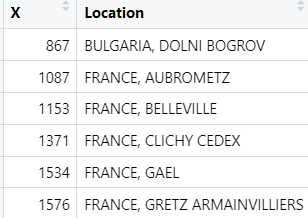 X Location
867 BULGARIA, DOLNI BOGROV
1087 FRANCE, AUBROMETZ
1153 FRANCE, BELLEVILLE
1371 FRANCE, CLICHY CEDEX
1534 FRANCE, GAEL
1576 FRANCE, GRETZ ARMAINVILLIERS